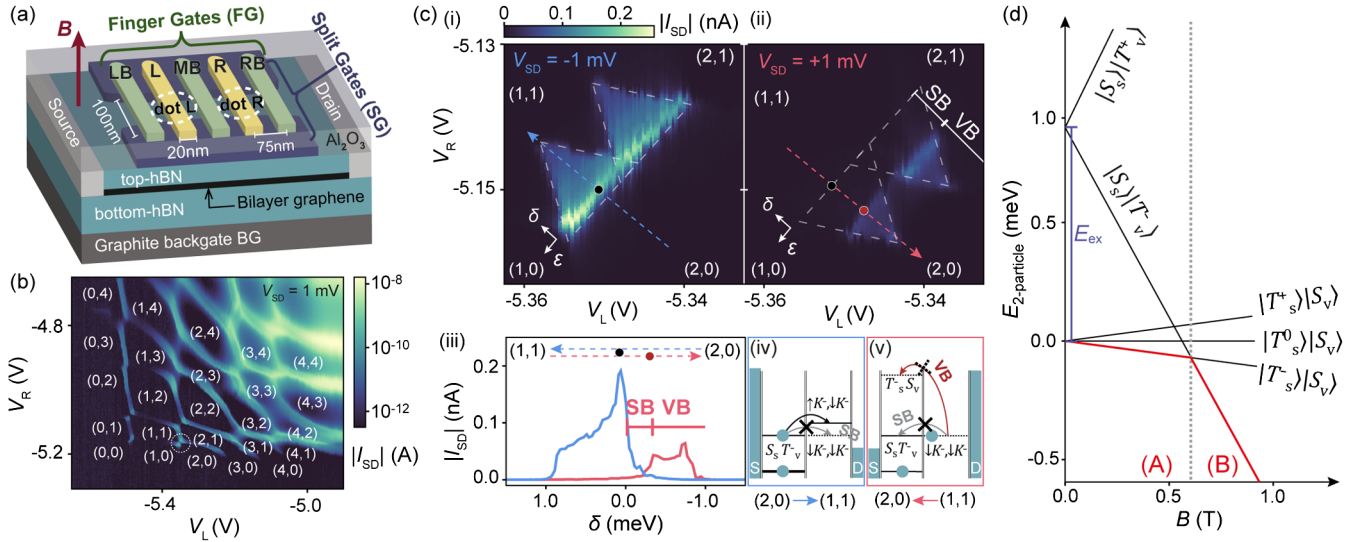 (a)
B
Finger Gates (FG)
LB L MB R RB
Split Gates (SG)
dot L dot R
100nm
20nm
75nm
Source
Drain
Al2O3
top-hBN
bottom-hBN
Bilayer graphene
Graphite backgate BG
(b)
VSD = 1 mV
(0,4)
(1,4)
(2,4)
(3,4)
(4,4)
(0,3)
(1,3)
(2,3)
(3,3)
(4,3)
(0,2)
(1,2)
(2,2)
(3,2)
(4,2)
(0,1)
(1,1)
(2,1)
(3,1)
(4,1)
(0,0)
(1,0)
(2,0)
(3,0)
(4,0)
-4.8
-5.2
VR (V)
-5.4
-5.0
VL (V)
10-8
10-10
10-12
|ISD| (A)
(c)
(i)
0 0.1 0.2 |ISD| (nA)
(ii)
-5.13
-5.15
VR (V)
VSD = -1 mV
(2,1)
(1,1)
δ
ε
(1,0)
(2,0)
-5.36
-5.34
VL (V)
VSD = +1 mV
(2,1)
(1,1)
SB VB
δ
ε
(1,0)
(2,0)
-5.36
-5.34
VL (V)
(iii)
(1,1)
(2,0)
0.2
0.1
0.0
|ISD| (nA)
SB VB
1.0 0.0 -1.0
δ (meV)
(iv)
↑K-,↓K-
SB
SsT-v
↓K-,↓K-
S
D
(2,0) → (1,1)
(v)
T-sSv
VB
SB
SsT-v
↓K-,↓K-
S
D
(2,0) ← (1,1)
(d)
E2-particle (meV)
1.0
0.5
0.0
-0.5
|Ss⟩|T+v⟩
|Ss⟩|T-v⟩
Eex
|T+s⟩|Sv⟩
|T0s⟩|Sv⟩
|T-s⟩|Sv⟩
(A)
(B)
0.0 0.5 1.0
B (T)